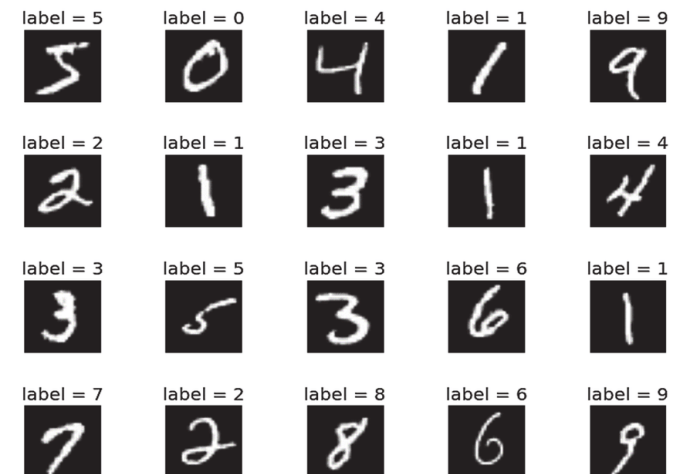 label = 5 label = 0 label = 4 label = 1 label = 9
5 0 4 1 9
label = 2 label = 1 label = 3 label = 1 label = 4
2 1 3 1 4
label = 3 label = 5 label = 3 label = 6 label = 1
3 5 3 6 1
label = 7 label = 2 label = 8 label = 6 label = 9
7 2 8 6 9